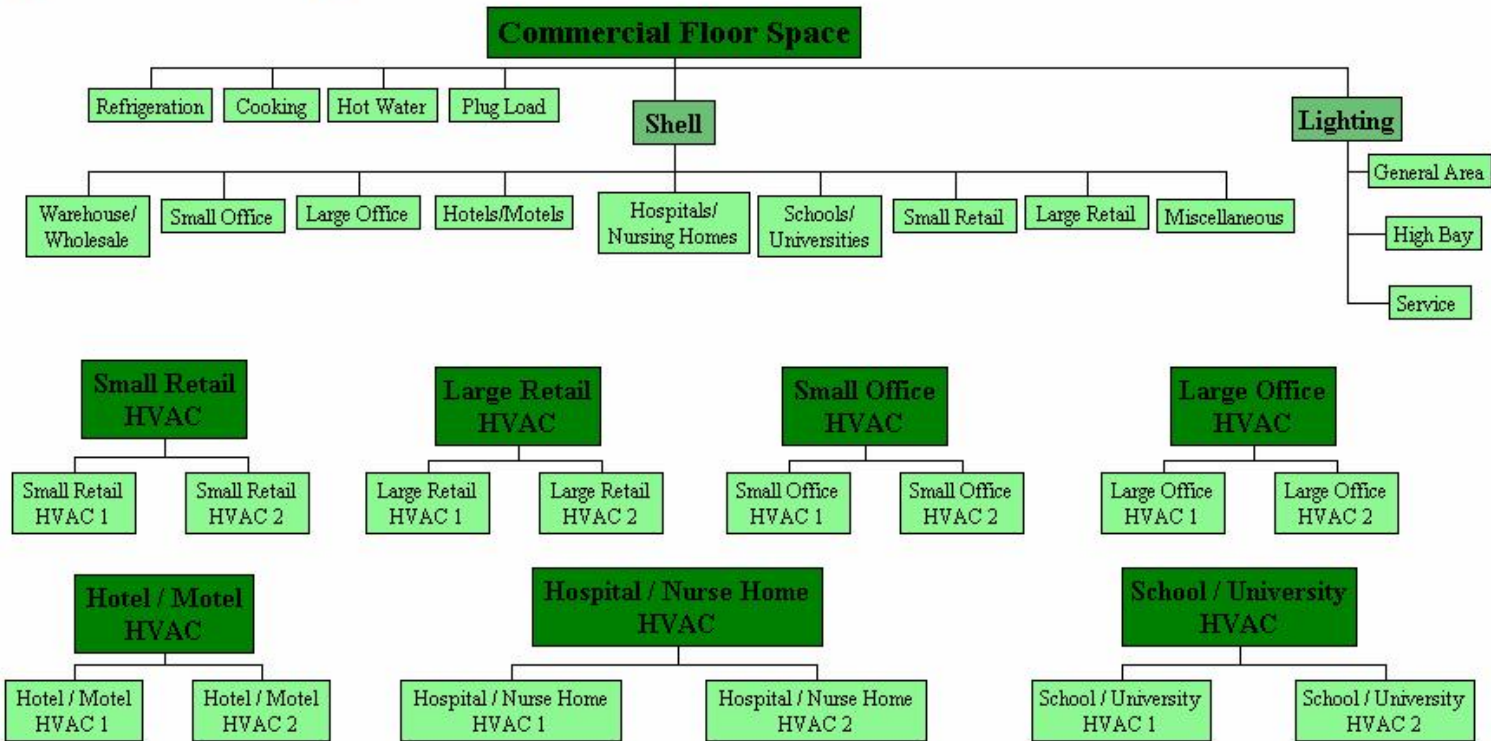 Commercial Floor Space
Refrigeration
Cooking
Hot Water
Plug Load
Shell
Lighting
General Area
High Bay
Service
Warehouse/
Wholesale
Small Office
Large Office
Hotels/Motels
Hospitals/
Nursing Homes
Schools/
Universities
Small Retail
Large Retail
Miscellaneous
Small Retail
HVAC
Small Retail
HVAC 1
Small Retail
HVAC 2
Large Retail
HVAC
Large Retail
HVAC 1
Large Retail
HVAC 2
Small Office
HVAC
Small Office
HVAC 1
Small Office
HVAC 2
Large Office
HVAC
Large Office
HVAC 1
Large Office
HVAC 2
Hotel / Motel
HVAC
Hotel / Motel
HVAC 1
Hotel / Motel
HVAC 2
Hospital / Nurse Home
HVAC
Hospital / Nurse Home
HVAC 1
Hospital / Nurse Home
HVAC 2
School / University
HVAC
School / University
HVAC 1
School / University
HVAC 2